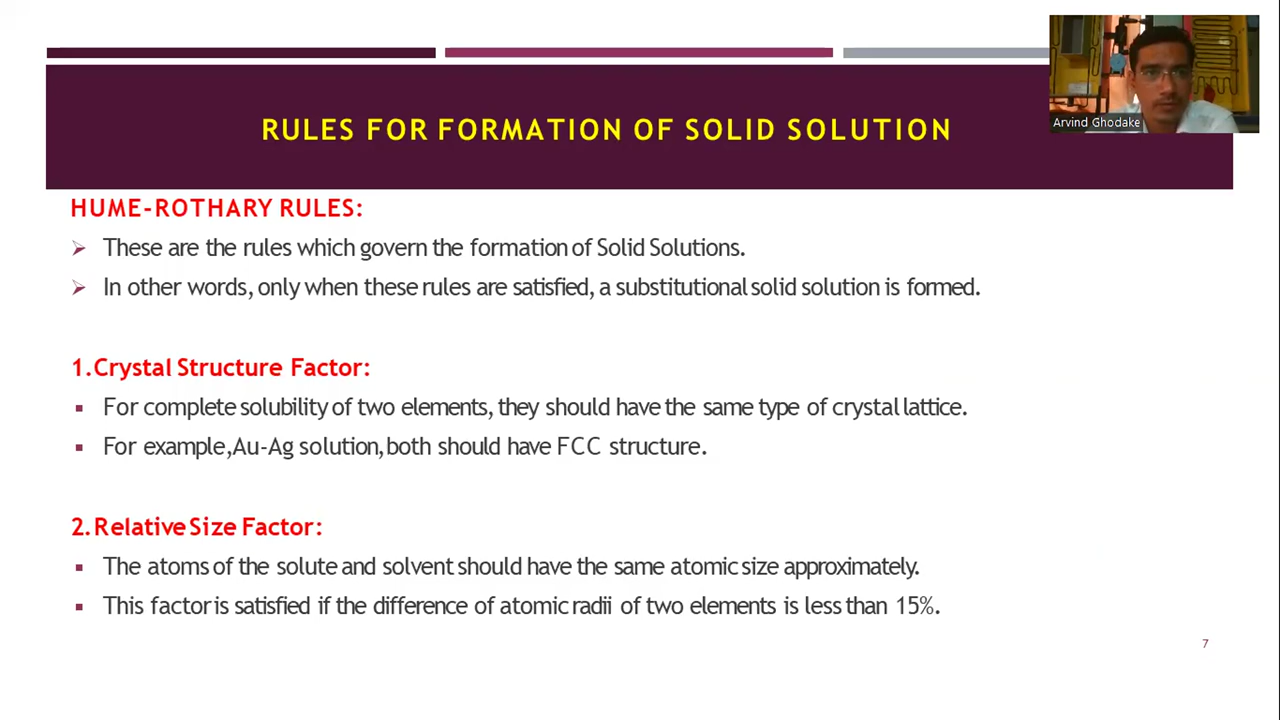 RULES FOR FORMATION OF SOLID SOLUTION
Arvind Ghodake
HUME-ROTHARY RULES:
These are the rules which govern the formation of Solid Solutions.
In other words, only when these rules are satisfied, a substitutional solid solution is formed.
1.Crystal Structure Factor:
For complete solubility of two elements, they should have the same type of crystal lattice.
For example,Au-Ag solution,both should have FCC structure.
2.Relative Size Factor:
The atoms of the solute and solvent should have the same atomic size approximately.
This factor is satisfied if the difference of atomic radii of two elements is less than 15%.
7